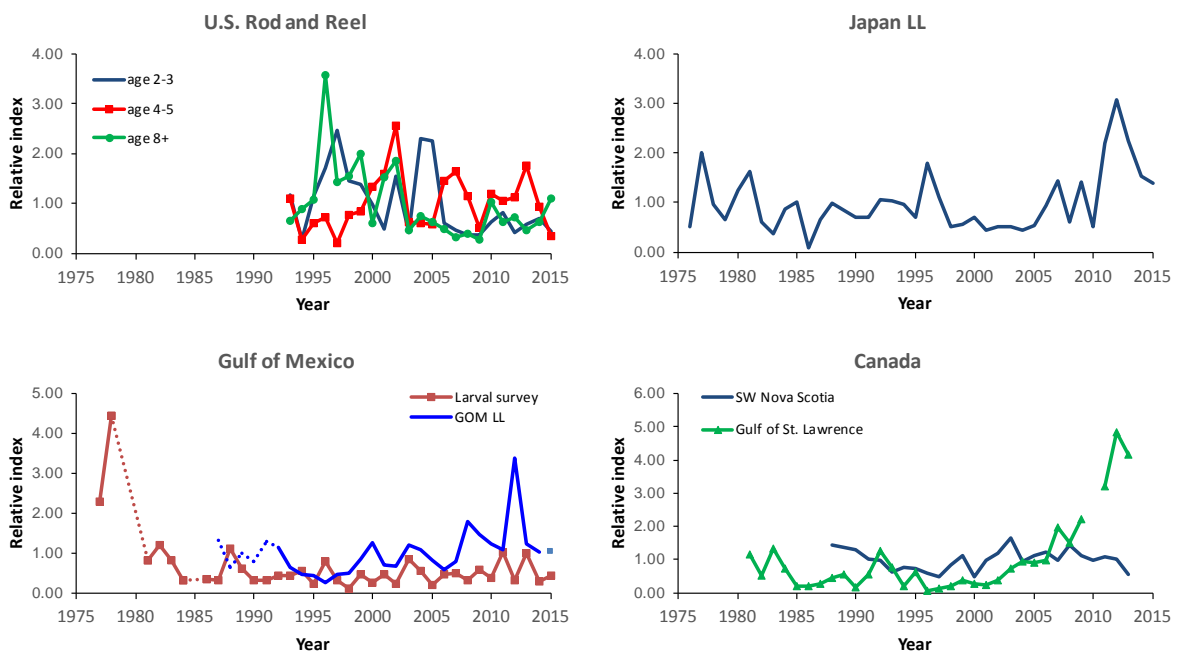 U.S. Rod and Reel
4.00
3.00
2.00
1.00
0.00
Relative index
age 2-3
age 4-5
age 8+
1975 1980 1985 1990 1995 2000 2005 2010 2015
Year
Japan LL
4.00
3.00
2.00
1.00
0.00
Relative index
1975 1980 1985 1990 1995 2000 2005 2010 2015
Year
Gulf of Mexico
5.00
4.00
3.00
2.00
1.00
0.00
Relative index
Larval survey
GOM LL
1975 1980 1985 1990 1995 2000 2005 2010 2015
Year
Canada
6.00
5.00
4.00
3.00
2.00
1.00
0.00
Relative index
SW Nova Scotia
Gulf of St. Lawrence
1975 1980 1985 1990 1995 2000 2005 2010 2015
Year